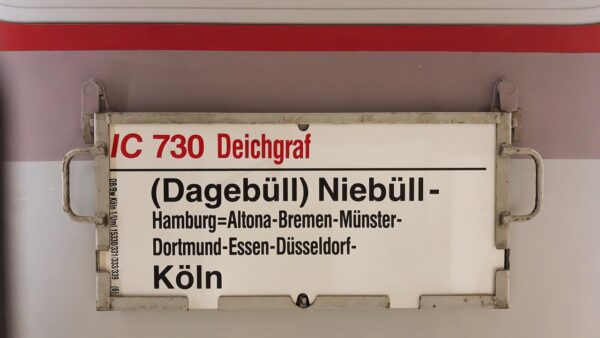 IC 730 Deichgraf
(Dagebüll) Niebüll-
Hamburg=Altona-Bremen-Münster-
Dortmund-Essen-Düsseldorf-
Köln